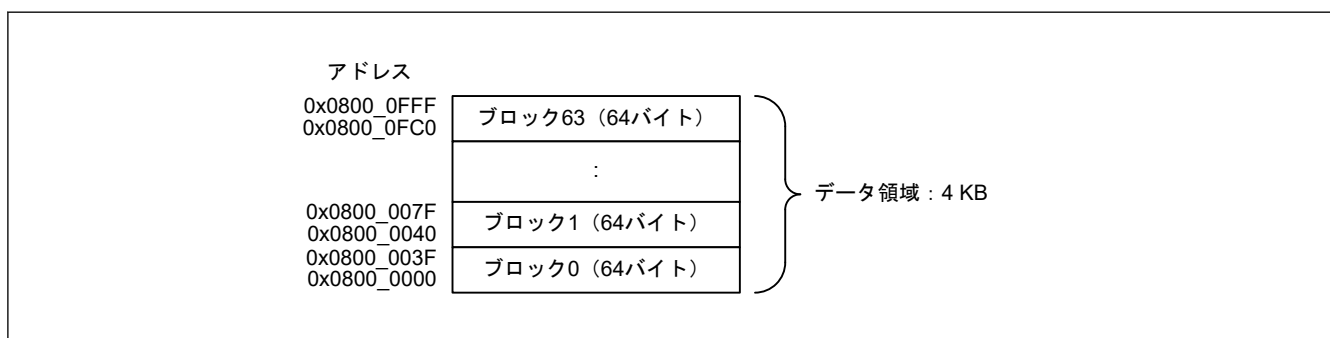 アドレス
0x0800_0FFF
ブロック63（64バイト）
0x0800_0FC0
:
データ領域：4 KB
0x0800_007F
ブロック1（64バイト）
0x0800_0040
0x0800_003F
ブロック0（64バイト）
0x0800_0000